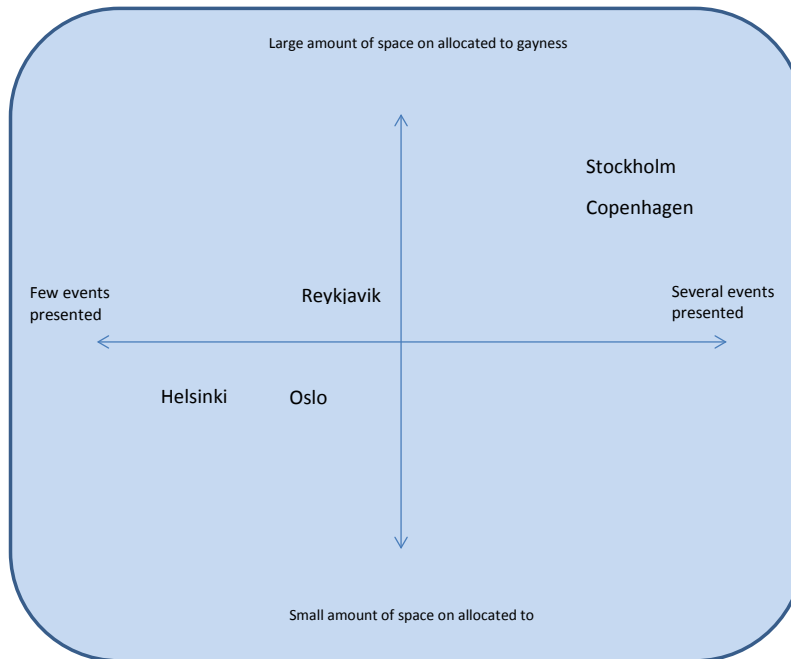 Large amount of space on allocated to gayness
Stockholm
Copenhagen
Few events
presented
Reykjavik
Several events
presented
Helsinki
Oslo
Small amount of space on allocated to